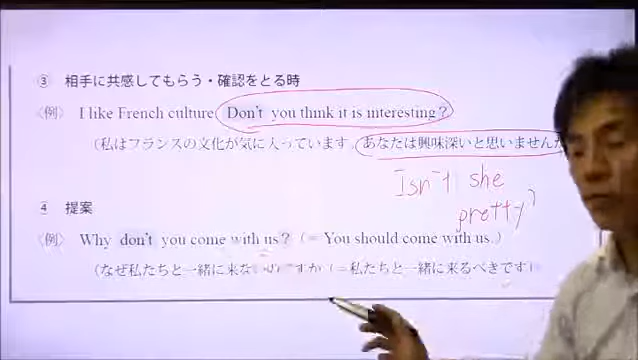 ③ 相手に共感してもらう・確認をとる時
〈例〉 I like French culture Don't you think it is interesting?
(私はフランスの文化が気に入っています. あなたは興味深いと思いません
Isn't she
pretty?
④ 提案
〈例〉 Why don't you come with us? (= You should come with us.)
(なぜ私たちと一緒に来ないのですか (=私たちと一緒に来るべきです)